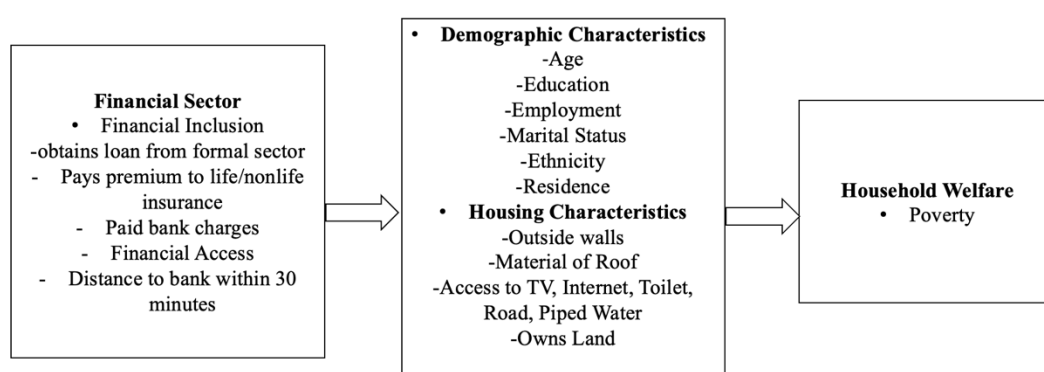 Financial Sector
• Financial Inclusion
-obtains loan from formal sector
- Pays premium to life/nonlife
insurance
- Paid bank charges
- Financial Access
- Distance to bank within 30
minutes
• Demographic Characteristics
-Age
-Education
-Employment
-Marital Status
-Ethnicity
-Residence
• Housing Characteristics
-Outside walls
-Material of Roof
-Access to TV, Internet, Toilet,
Road, Piped Water
-Owns Land
Household Welfare
• Poverty